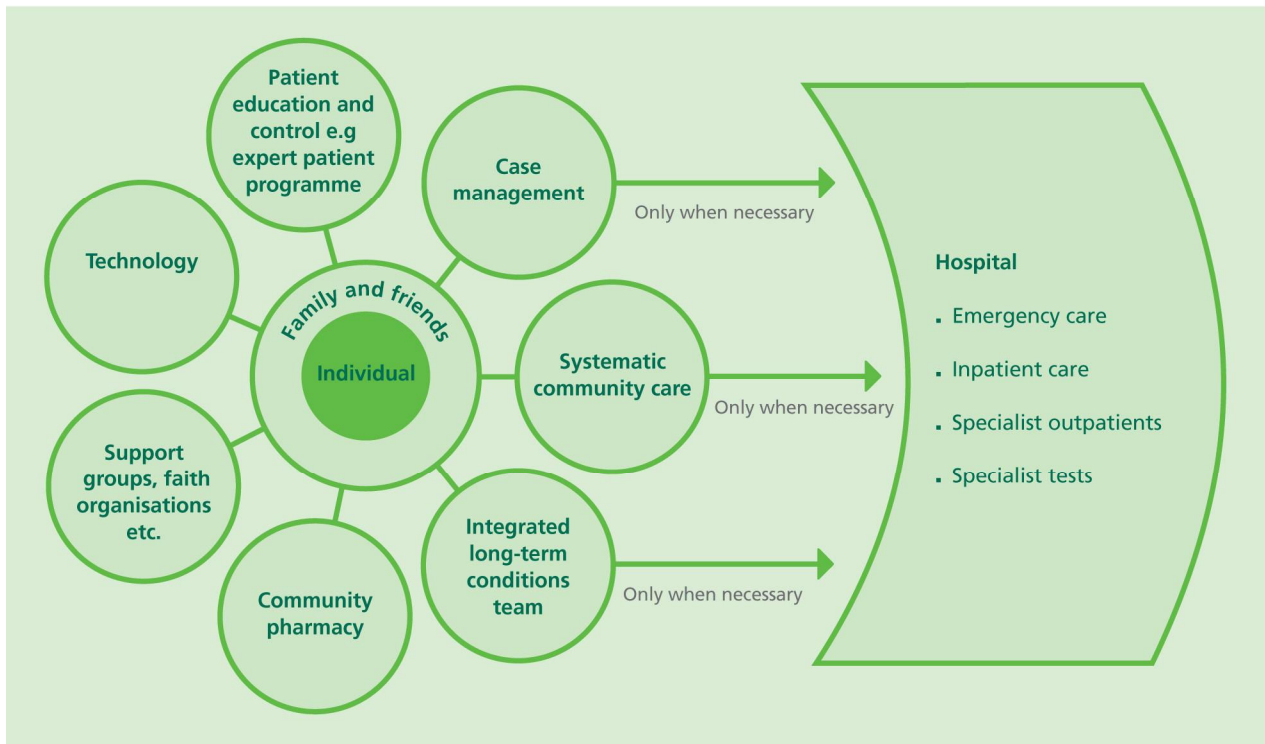 Patient
education and
control e.g
expert patient
programme
Case
management
Only when necessary
Technology
Family and friends
Individual
Systematic
community care
Only when necessary
Support
groups, faith
organisations
etc.
Community
pharmacy
Integrated
long-term
conditions
team
Only when necessary
Hospital
▪ Emergency care
▪ Inpatient care
▪ Specialist outpatients
▪ Specialist tests